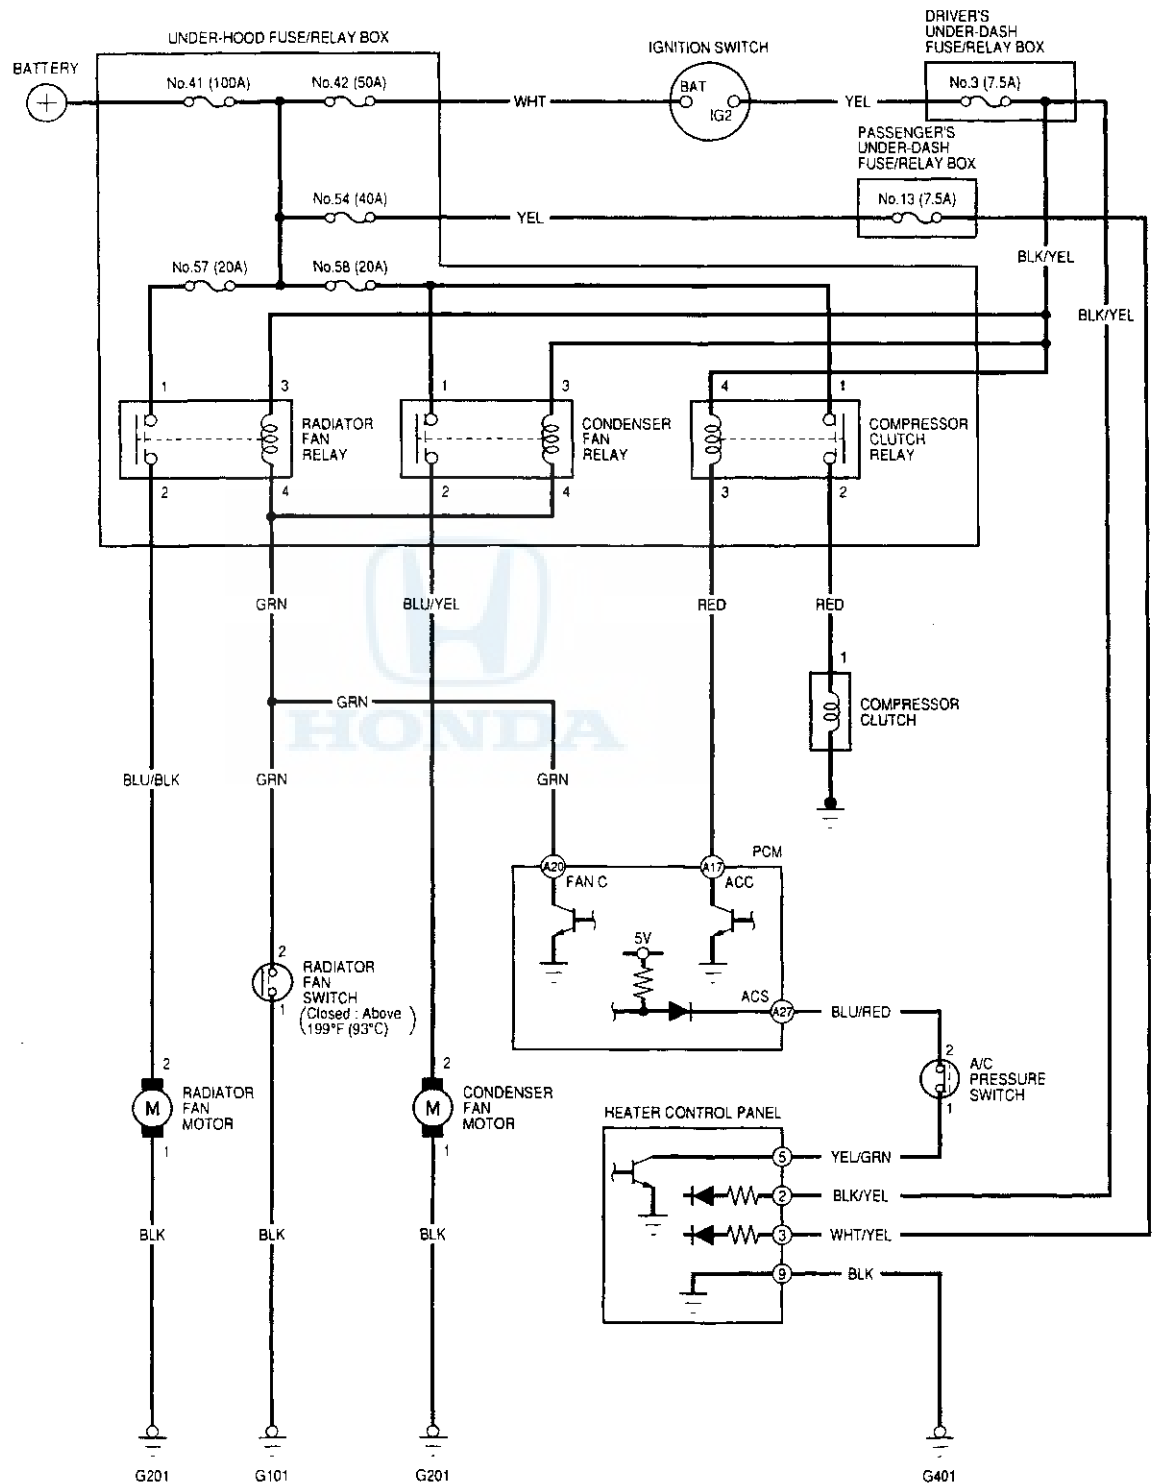 UNDER-HOOD FUSE/RELAY BOX
BATTERY
+
No.41 (100A)
No.42 (50A)
WHT
IGNITION SWITCH
BAT
IG2
YEL
DRIVER'S
UNDER-DASH
FUSE/RELAY BOX
No.3 (7.5A)
PASSENGER'S
UNDER-DASH
FUSE/RELAY BOX
No.13 (7.5A)
No.54 (40A)
YEL
No.57 (20A)
No.58 (20A)
BLK/YEL
BLK/YEL
1
3
RADIATOR
FAN
RELAY
2
4
1
3
CONDENSER
FAN
RELAY
2
4
4
1
COMPRESSOR
CLUTCH
RELAY
3
2
GRN
BLU/YEL
RED
RED
HONDA
GRN
1
COMPRESSOR
CLUTCH
BLU/BLK
GRN
GRN
PCM
A20
FAN C
A17
ACC
5V
ACS
A27
BLU/RED
2
RADIATOR
FAN
SWITCH
(Closed : Above
199°F (93°C))
1
2
A/C
PRESSURE
SWITCH
1
2
M
RADIATOR
FAN
MOTOR
1
2
M
CONDENSER
FAN
MOTOR
1
HEATER CONTROL PANEL
5
YEL/GRN
2
BLK/YEL
3
WHT/YEL
9
BLK
BLK
BLK
BLK
G201
G101
G201
G401